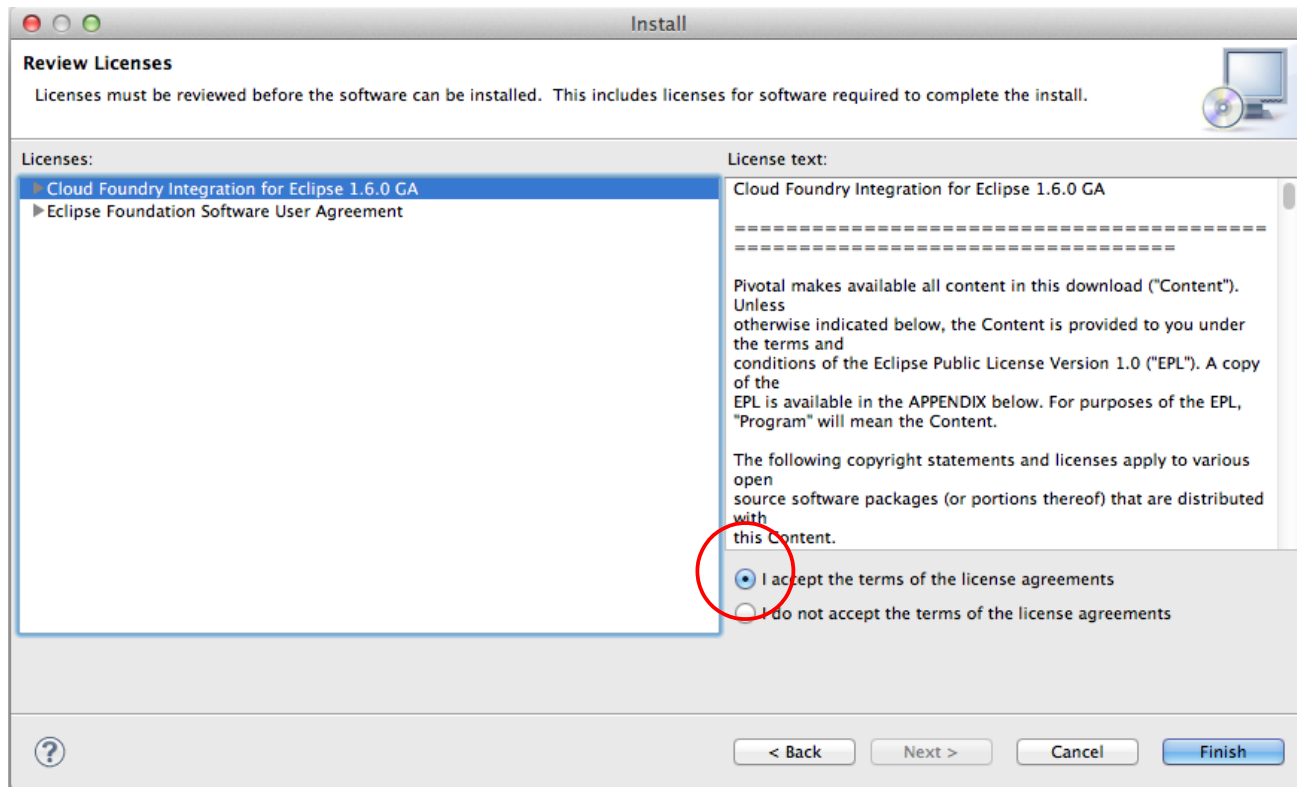 Install
Review Licenses
Licenses must be reviewed before the software can be installed.  This includes licenses for software required to complete the install.
Licenses:
Cloud Foundry Integration for Eclipse 1.6.0 GA
Eclipse Foundation Software User Agreement
License text:
Cloud Foundry Integration for Eclipse 1.6.0 GA
=========================================
==================================
Pivotal makes available all content in this download ("Content").
Unless
otherwise indicated below, the Content is provided to you under
the terms and
conditions of the Eclipse Public License Version 1.0 ("EPL"). A copy
of the
EPL is available in the APPENDIX below. For purposes of the EPL,
"Program" will mean the Content.
The following copyright statements and licenses apply to various
open
source software packages (or portions thereof) that are distributed
with
this Content.
I accept the terms of the license agreements
I do not accept the terms of the license agreements
?
< Back
Next >
Cancel
Finish